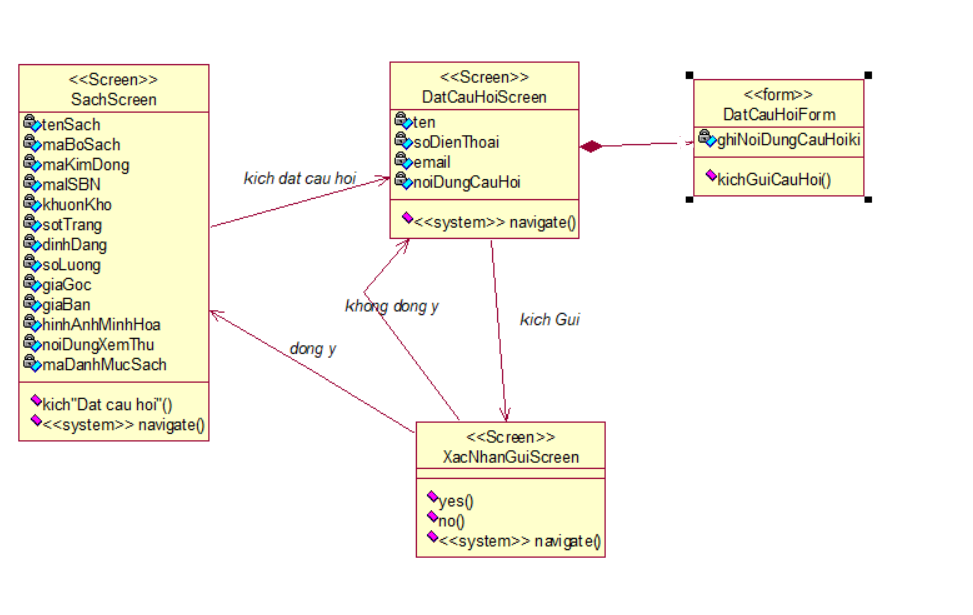 <<Screen>>
SachScreen
tenSach
maBoSach
maKimDong
maISBN
khuonKho
sotTrang
dinhDang
soLuong
giaGoc
giaBan
hinhAnhMinhHoa
noiDungXemThu
maDanhMucSach
kich"Dat cau hoi"()
<<system>> navigate()
kich dat cau hoi
<<Screen>>
DatCauHoiScreen
ten
soDienThoai
email
noiDungCauHoi
<<system>> navigate()
<<form>>
DatCauHoiForm
ghiNoiDungCauHoiki
kichGuiCauHoi()
khong dong y
kich Gui
dong y
<<Screen>>
XacNhanGuiScreen
yes()
no()
<<system>> navigate()